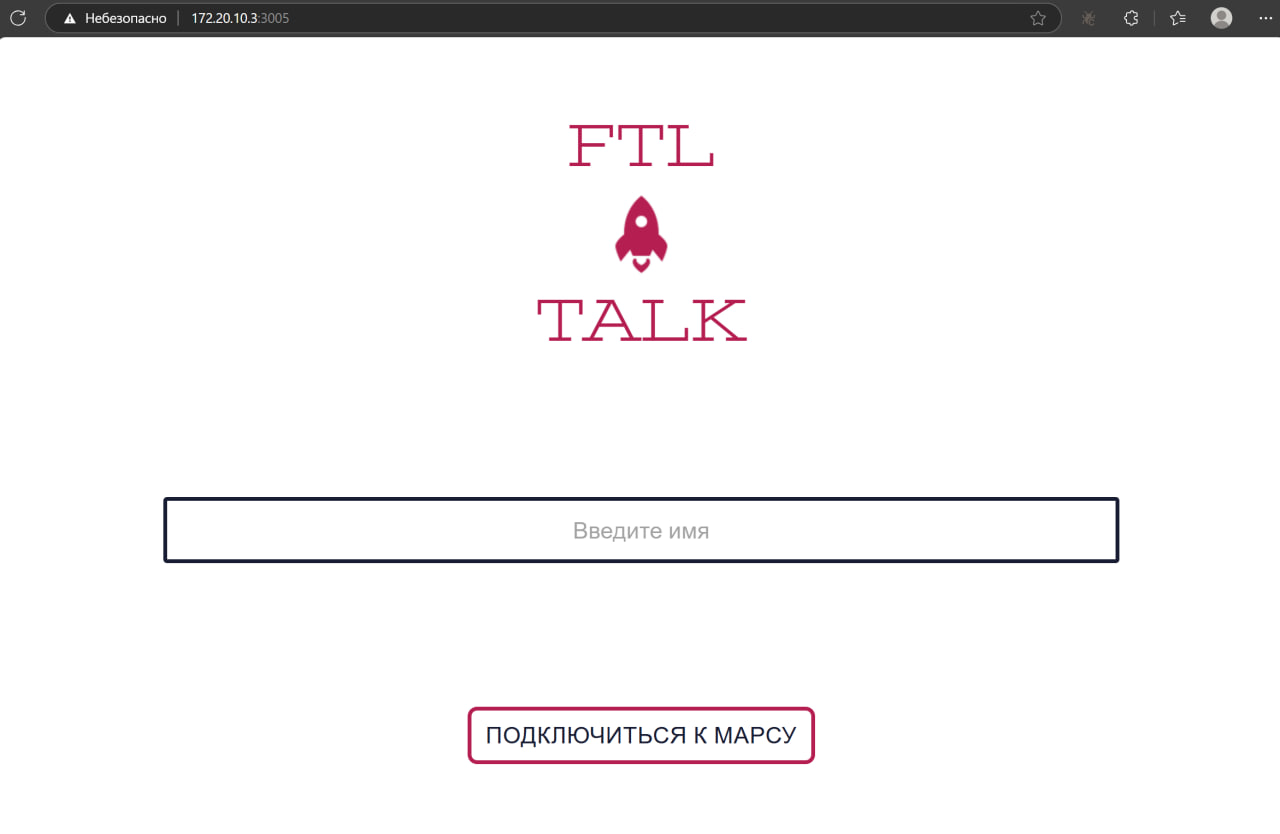 Небезопасно 172.20.10.3:3005
FTL
TALK
Введите имя
ПОДКЛЮЧИТЬСЯ К МАРСУ